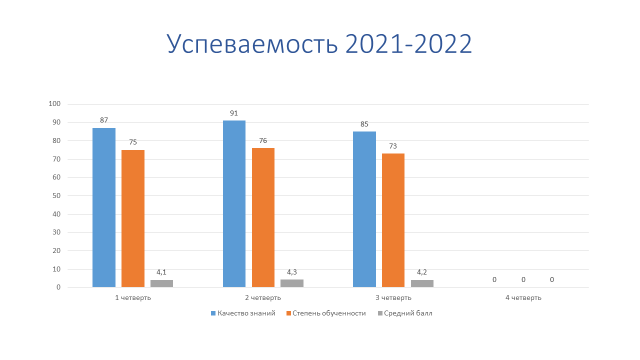 Успеваемость 2021-2022
100
90
80
70
60
50
40
30
20
10
0
87
75
4,1
91
76
4,3
85
73
4,2
0
0
0
1 четверть
2 четверть
3 четверть
4 четверть
Качество знаний
Степень обученности
Средний балл